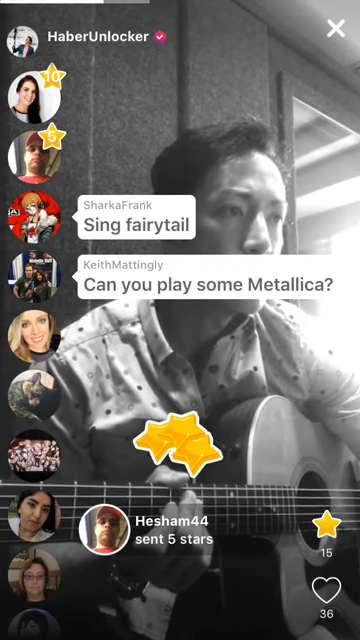 HaberUnlocker
10
5
SharkaFrank
Sing fairytail
KeithMattingly
Can you play some Metallica?
Hesham44
sent 5 stars
15
36